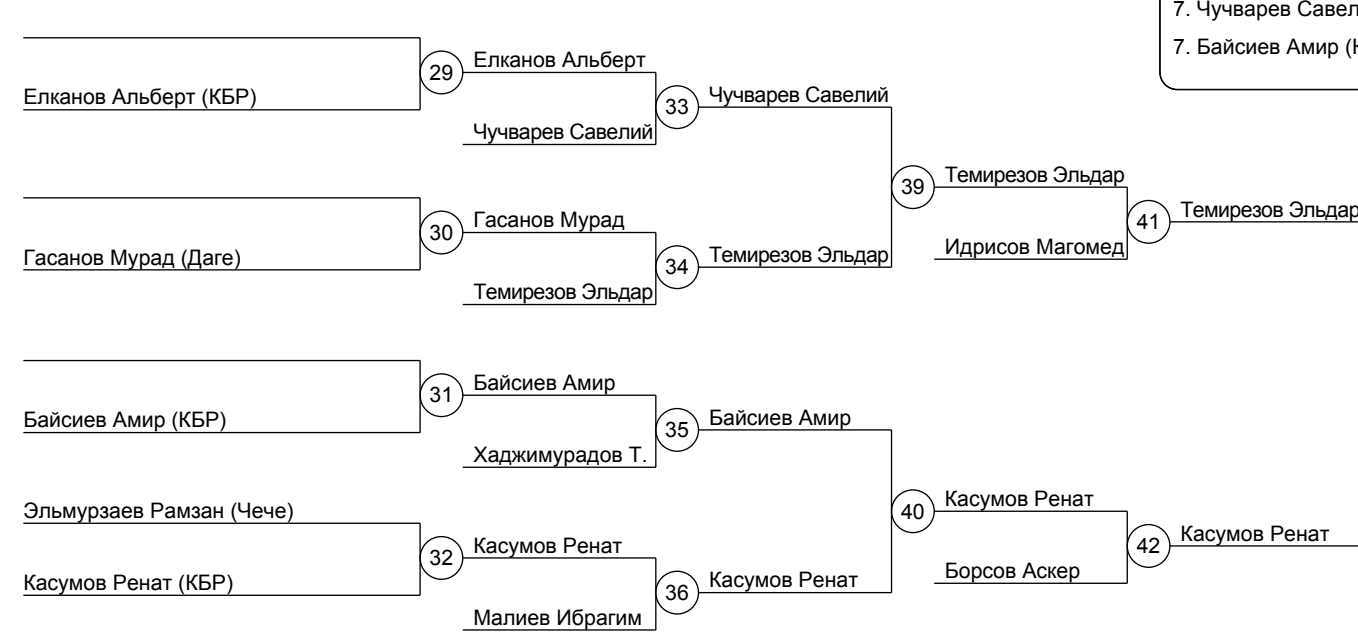 7. Чучварев Савел
7. Байсиев Амир (
Елканов Альберт (КБР)
29
Елканов Альберт
Чучварев Савелий
33
Чучварев Савелий
Гасанов Мурад (Даге)
30
Гасанов Мурад
Темирезов Эльдар
34
Темирезов Эльдар
39
Темирезов Эльдар
Идрисов Магомед
41
Темирезов Эльдар
Байсиев Амир (КБР)
31
Байсиев Амир
Хаджимурадов Т.
35
Байсиев Амир
Эльмурзаев Рамзан (Чече)
Касумов Ренат (КБР)
32
Касумов Ренат
Малиев Ибрагим
36
Касумов Ренат
40
Касумов Ренат
Борсов Аскер
42
Касумов Ренат